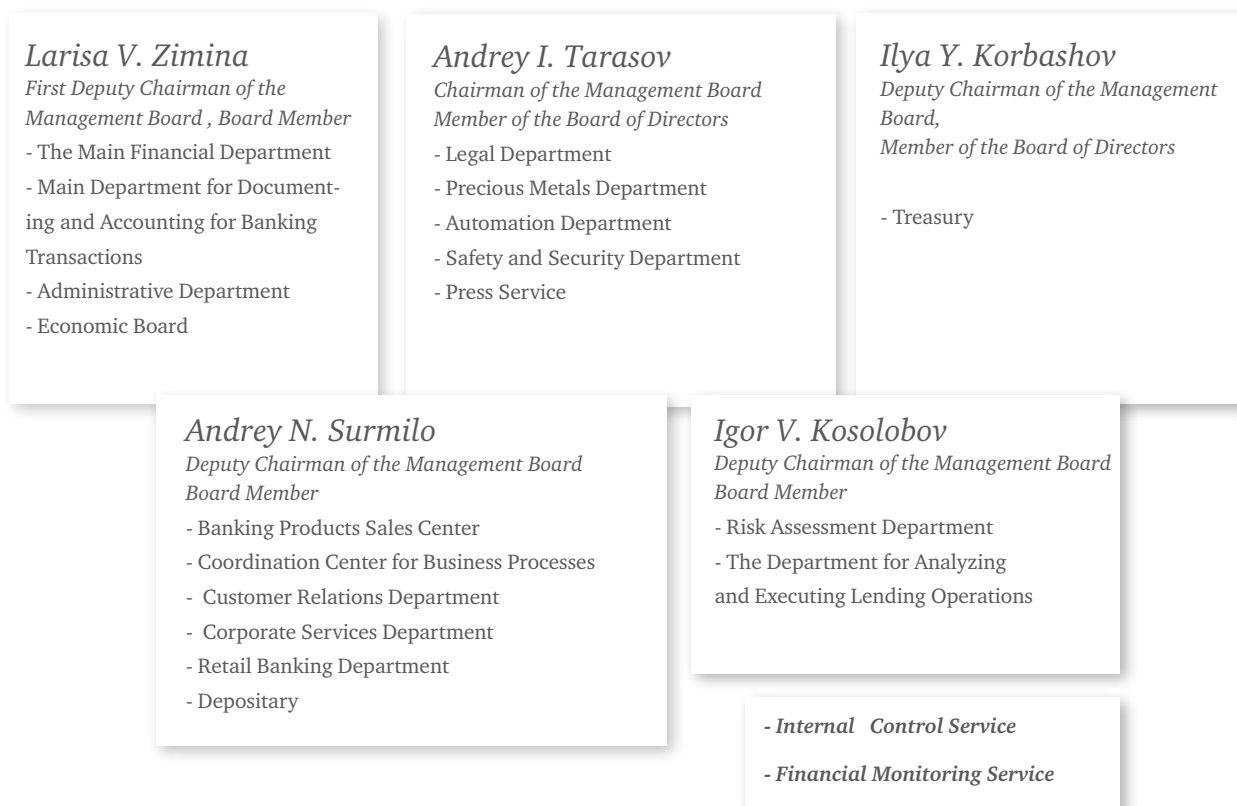 Larisa V. Zimina
First Deputy Chairman of the
Management Board , Board Member
- The Main Financial Department
- Main Department for Document-
ing and Accounting for Banking
Transactions
- Administrative Department
- Economic Board
Andrey I. Tarasov
Chairman of the Management Board
Member of the Board of Directors
- Legal Department
- Precious Metals Department
- Automation Department
- Safety and Security Department
- Press Service
Ilya Y. Korbashov
Deputy Chairman of the Management
Board,
Member of the Board of Directors
- Treasury
Andrey N. Surmilo
Deputy Chairman of the Management Board
Board Member
- Banking Products Sales Center
- Coordination Center for Business Processes
- Customer Relations Department
- Corporate Services Department
- Retail Banking Department
- Depositary
Igor V. Kosolobov
Deputy Chairman of the Management Board
Board Member
- Risk Assessment Department
- The Department for Analyzing
and Executing Lending Operations
- Internal Control Service
- Financial Monitoring Service